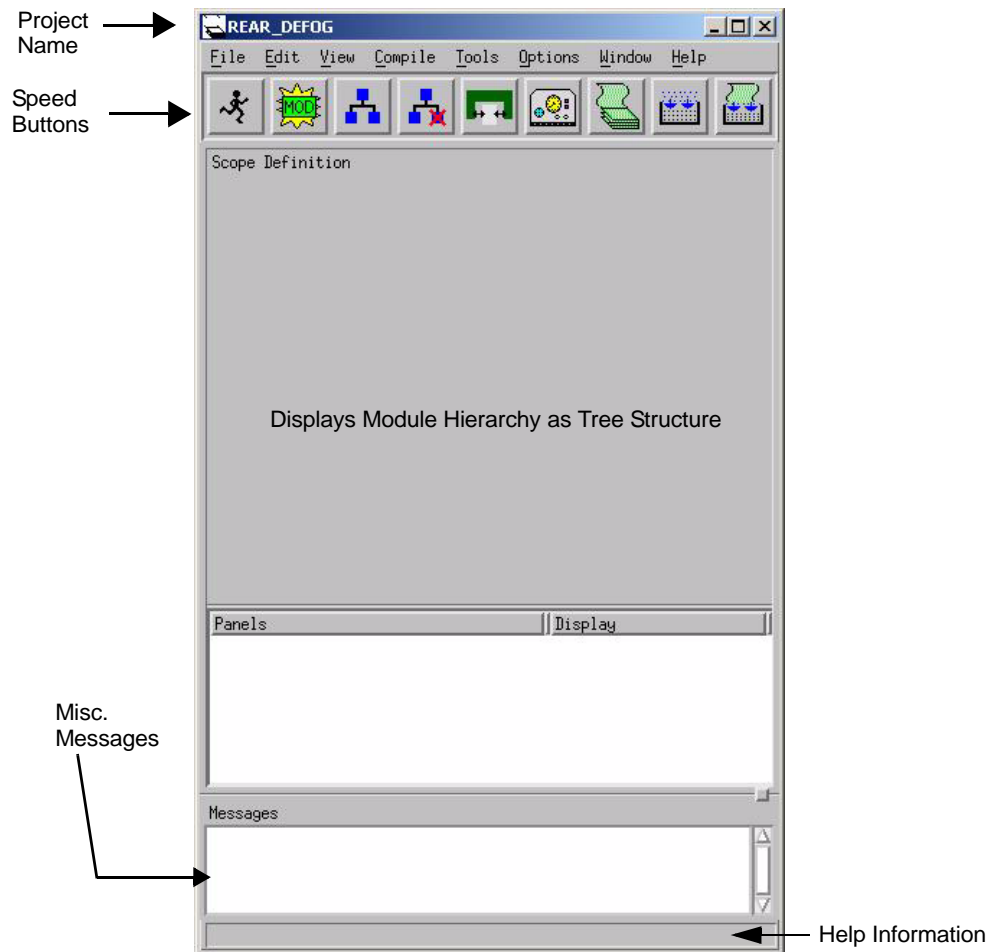 Project
Name
REAR_DEFOG
File Edit View Compile Tools Options Window Help
Speed
Buttons
MOD
Scope Definition
Displays Module Hierarchy as Tree Structure
Panels Display
Misc.
Messages
Messages
Help Information